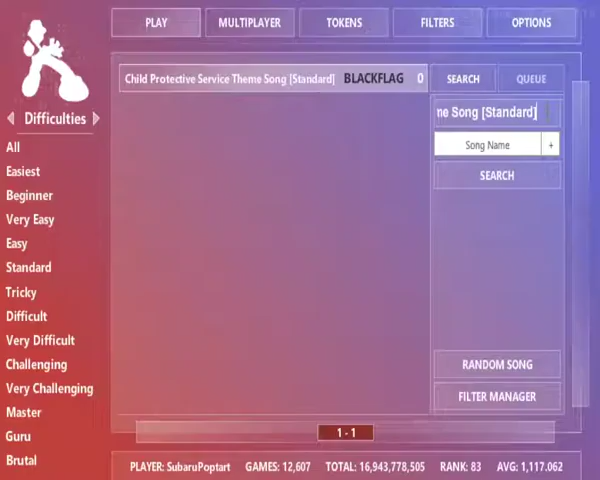 PLAY
MULTIPLAYER
TOKENS
FILTERS
OPTIONS
Difficulties
All
Easiest
Beginner
Very Easy
Easy
Standard
Tricky
Difficult
Very Difficult
Challenging
Very Challenging
Master
Guru
Brutal
Child Protective Service Theme Song [Standard] BLACKFLAG 0
SEARCH
QUEUE
ne Song [Standard]
Song Name +
SEARCH
RANDOM SONG
FILTER MANAGER
1 - 1
PLAYER: SubaruPoptart GAMES: 12,607 TOTAL: 16,943,778,505 RANK: 83 AVG: 1,117.062